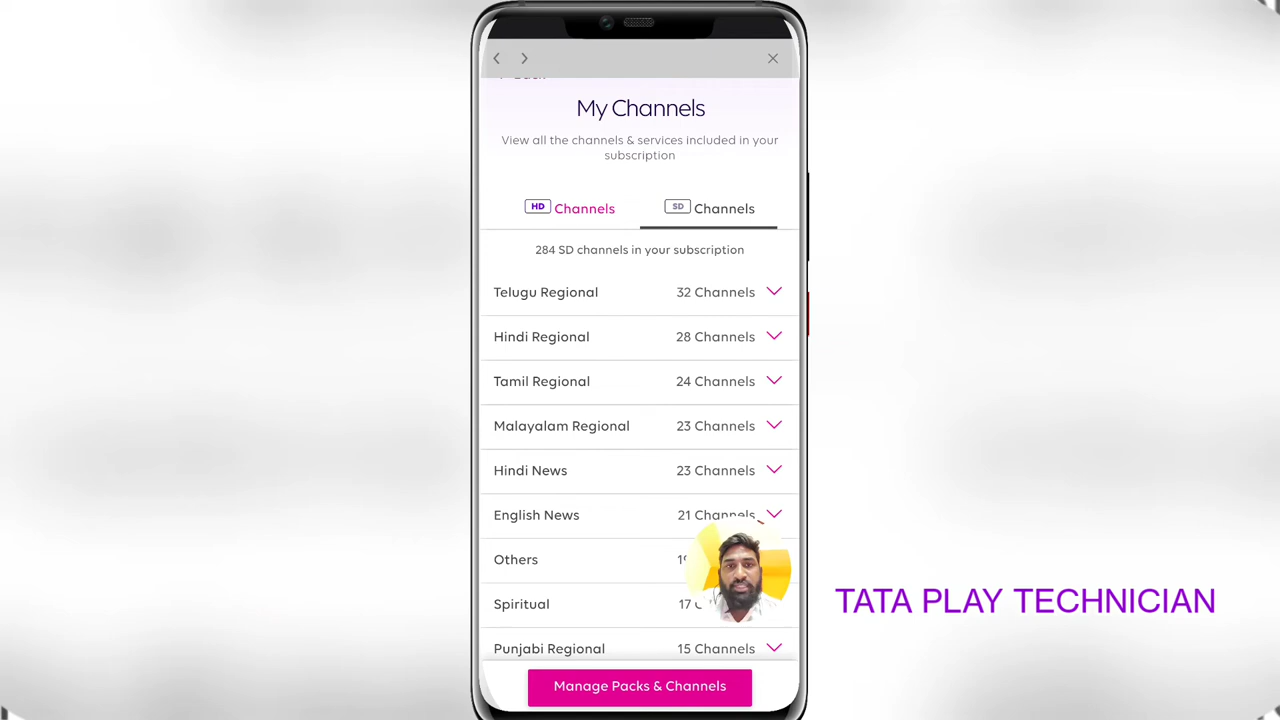 My Channels
View all the channels & services included in your
subscription
HD Channels
SD Channels
284 SD channels in your subscription
Telugu Regional 32 Channels
Hindi Regional 28 Channels
Tamil Regional 24 Channels
Malayalam Regional 23 Channels
Hindi News 23 Channels
English News 21 Channels
Others
Spiritual 17
Punjabi Regional 15 Channels
Manage Packs & Channels
TATA PLAY TECHNICIAN